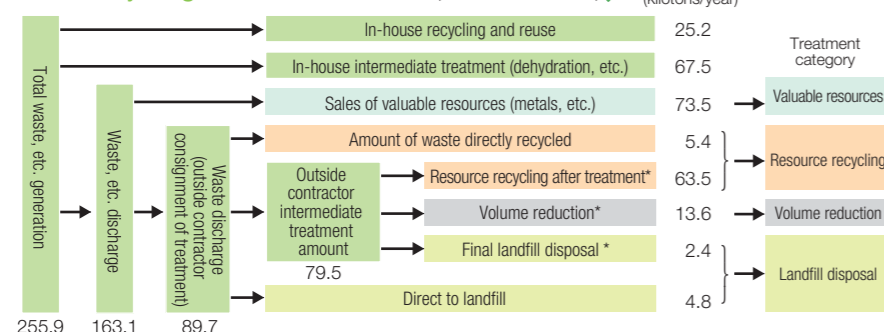 (kilotons/year)
In-house recycling and reuse 25.2
In-house intermediate treatment (dehydration, etc.) 67.5
Treatment
category
Sales of valuable resources (metals, etc.) 73.5
Valuable resources
Amount of waste directly recycled 5.4
Resource recycling after treatment* 63.5
Resource recycling
Volume reduction* 13.6
Volume reduction
Final landfill disposal * 2.4
Direct to landfill 4.8
Landfill disposal
Total waste, etc. generation
255.9
Waste, etc. discharge
163.1
Waste discharge
(outside contractor
consignment of treatment)
89.7
Outside
contractor
intermediate
treatment
amount
79.5